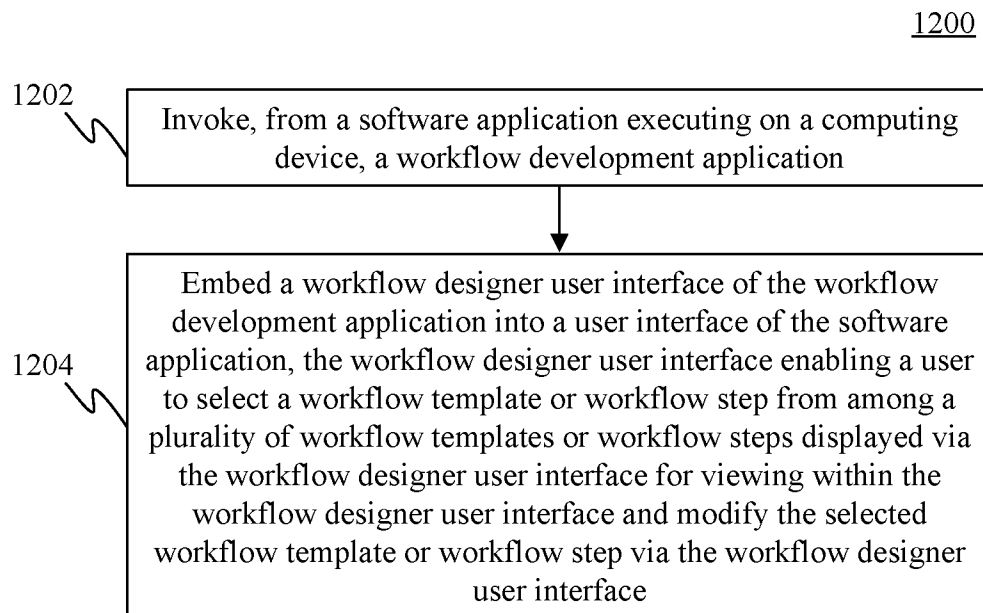 1200
1202
Invoke, from a software application executing on a computing
device, a workflow development application
1204
Embed a workflow designer user interface of the workflow
development application into a user interface of the software
application, the workflow designer user interface enabling a user
to select a workflow template or workflow step from among a
plurality of workflow templates or workflow steps displayed via
the workflow designer user interface for viewing within the
workflow designer user interface and modify the selected
workflow template or workflow step via the workflow designer
user interface